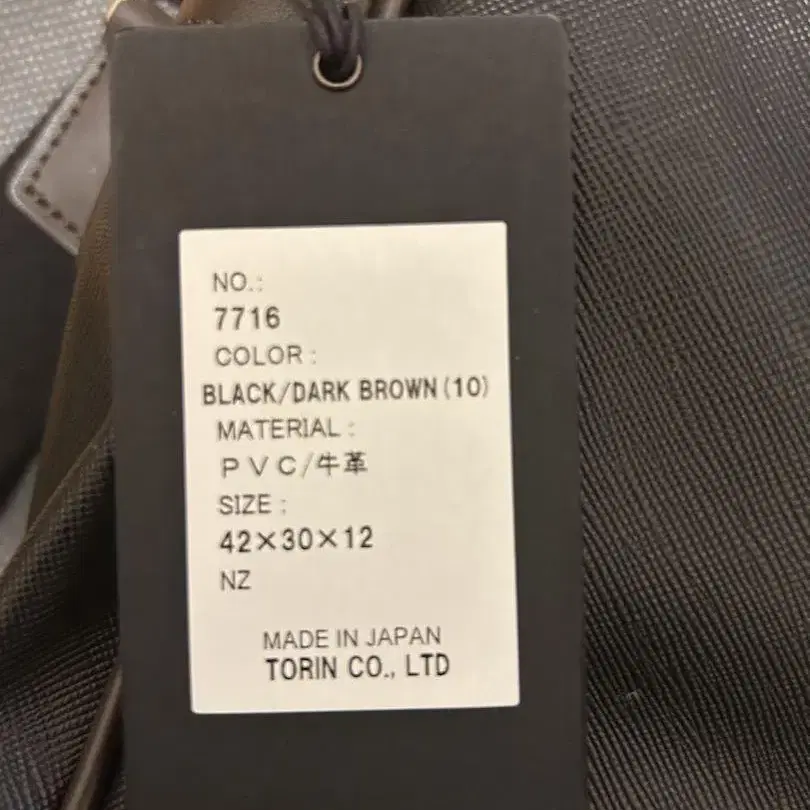 NO.:
7716
COLOR :
BLACK/DARK BROWN(10)
MATERIAL :
ＰＶＣ/牛革
SIZE :
42×30×12
NZ
MADE IN JAPAN
TORIN CO., LTD